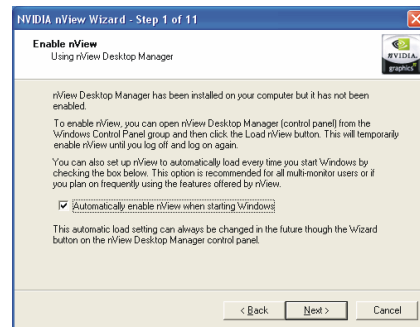 NVIDIA nView Wizard - Step 1 of 11
Enable nView
Using nView Desktop Manager
NVIDIA
graphics
nView Desktop Manager has been installed on your computer but it has not been
enabled.
To enable nView, you can open nView Desktop Manager (control panel) from the
Windows Control Panel group and then click the Load nView button. This will temporarily
enable nView until you log off and log on again.
You can also set up nView to automatically load every time you start Windows by
checking the box below. This option is recommended for all multi-monitor users or if
you plan on frequently using the features offered by nView.
Automatically enable nView when starting Windows
This automatic load setting can always be changed in the future though the Wizard
button on the nView Desktop Manager control panel.
< Back
Next >
Cancel